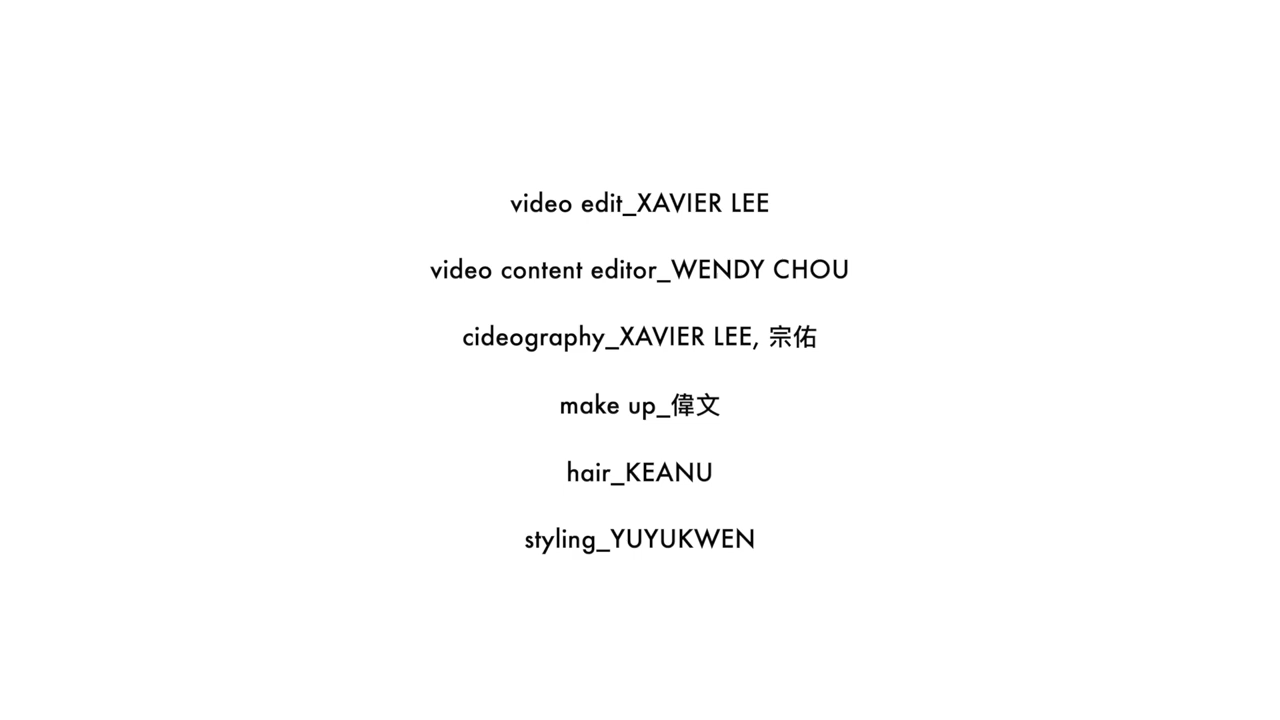 video edit_XAVIER LEE
video content editor_WENDY CHOU
cideography_XAVIER LEE, 宗佑
make up_偉文
hair_KEANU
styling_YUYUKWEN